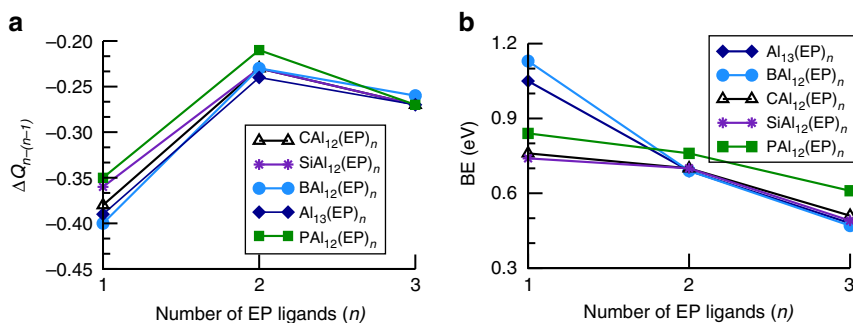 a
−0.20
−0.25
−0.30
−0.35
−0.40
−0.45
ΔQn−(n−1)
CAl12(EP)n
SiAl12(EP)n
BAl12(EP)n
Al13(EP)n
PAl12(EP)n
1 2 3
Number of EP ligands (n)
b
1.2
0.9
0.6
0.3
BE (eV)
Al13(EP)n
BAl12(EP)n
CAl12(EP)n
SiAl12(EP)n
PAl12(EP)n
1 2 3
Number of EP ligands (n)